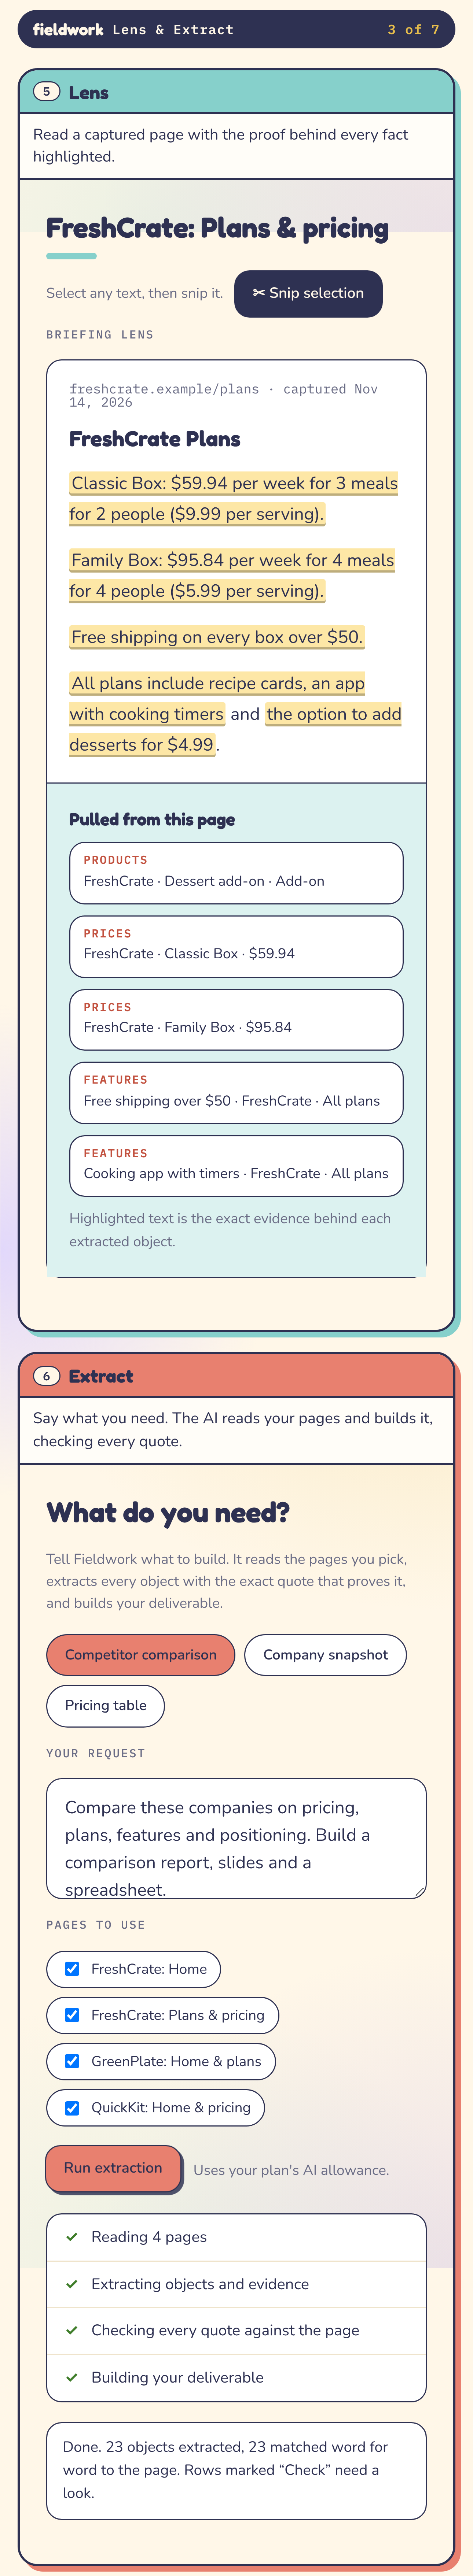 fieldwork Lens & Extract 3 of 7
5 Lens
Read a captured page with the proof behind every fact
highlighted.
FreshCrate: Plans & pricing
Select any text, then snip it. ✂ Snip selection
BRIEFING LENS
freshcrate.example/plans · captured Nov
14, 2026
FreshCrate Plans
Classic Box: $59.94 per week for 3 meals
for 2 people ($9.99 per serving).
Family Box: $95.84 per week for 4 meals
for 4 people ($5.99 per serving).
Free shipping on every box over $50.
All plans include recipe cards, an app
with cooking timers and the option to add
desserts for $4.99.
Pulled from this page
PRODUCTS
FreshCrate · Dessert add-on · Add-on
PRICES
FreshCrate · Classic Box · $59.94
PRICES
FreshCrate · Family Box · $95.84
FEATURES
Free shipping over $50 · FreshCrate · All plans
FEATURES
Cooking app with timers · FreshCrate · All plans
Highlighted text is the exact evidence behind each
extracted object.
6 Extract
Say what you need. The AI reads your pages and builds it,
checking every quote.
What do you need?
Tell Fieldwork what to build. It reads the pages you pick,
extracts every object with the exact quote that proves it,
and builds your deliverable.
Competitor comparison Company snapshot
Pricing table
YOUR REQUEST
Compare these companies on pricing,
plans, features and positioning. Build a
comparison report, slides and a
spreadsheet.
PAGES TO USE
FreshCrate: Home
FreshCrate: Plans & pricing
GreenPlate: Home & plans
QuickKit: Home & pricing
Run extraction Uses your plan's AI allowance.
✓ Reading 4 pages
✓ Extracting objects and evidence
✓ Checking every quote against the page
✓ Building your deliverable
Done. 23 objects extracted, 23 matched word for
word to the page. Rows marked “Check” need a
look.